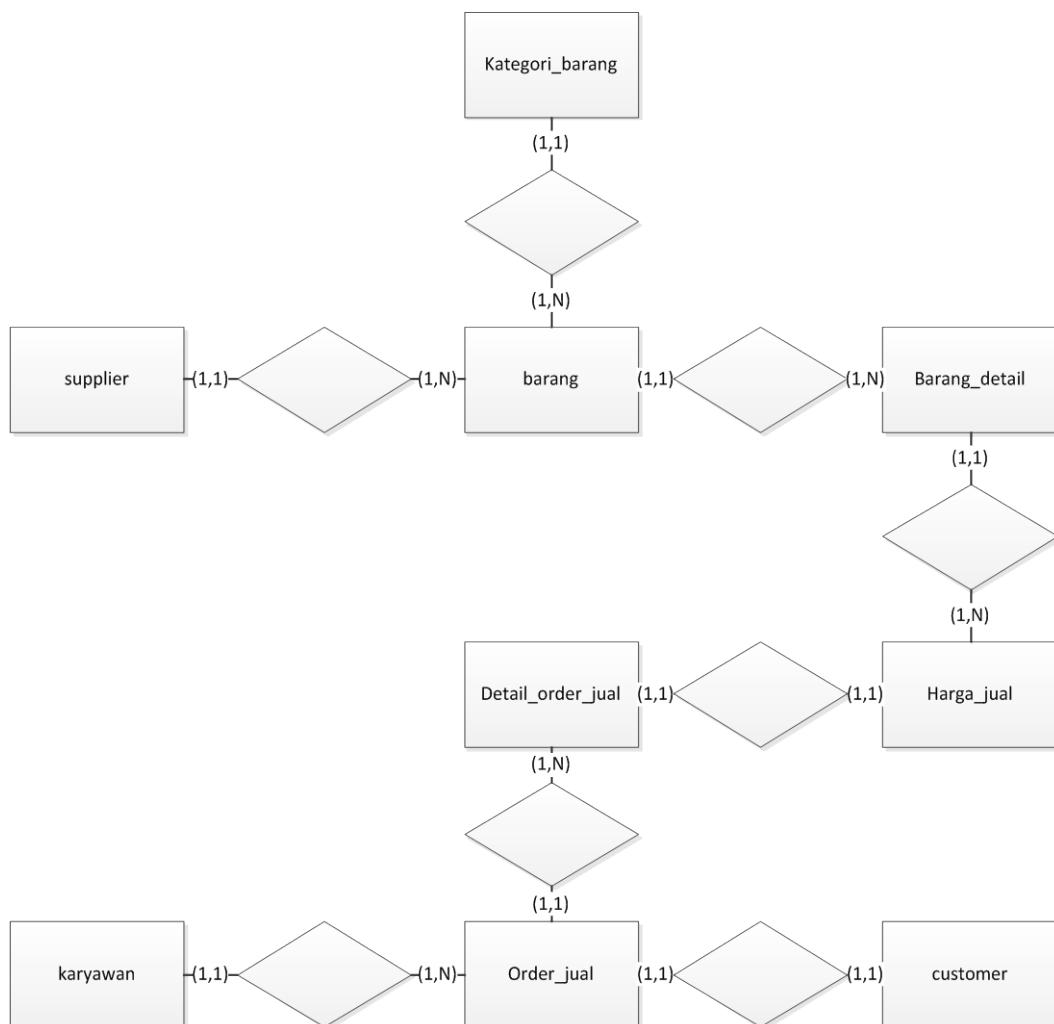 Kategori_barang
(1,1)
(1,N)
supplier
(1,1)
(1,N)
barang
(1,1)
(1,N)
Barang_detail
(1,1)
(1,N)
Detail_order_jual
(1,1)
(1,1)
Harga_jual
(1,N)
(1,1)
karyawan
(1,1)
(1,N)
Order_jual
(1,1)
(1,1)
customer